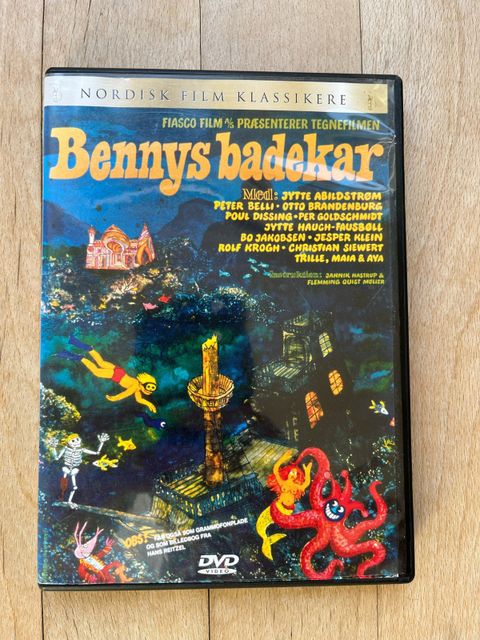 NORDISK FILM KLASSIKERE
FIASCO FILM A/S PRÆSENTERER TEGNEFILMEN
Bennys badekar
Med: JYTTE ABILDSTRØM
PETER BELLI · OTTO BRANDENBURG
POUL DISSING · PER GOLDSCHMIDT
JYTTE HAUCH-FAUSBØLL
BO JAKOBSEN · JESPER KLEIN
ROLF KROGH · CHRISTIAN SIEWERT
TRILLE, MAIA & AYA
Instruktion: JANNIK HASTRUP &
FLEMMING QUIST MØLLER
OBS! FÅS OGSÅ SOM GRAMMOFONPLADE
OG SOM BILLEDBOG FRA
HANS REITZEL
DVD
VIDEO